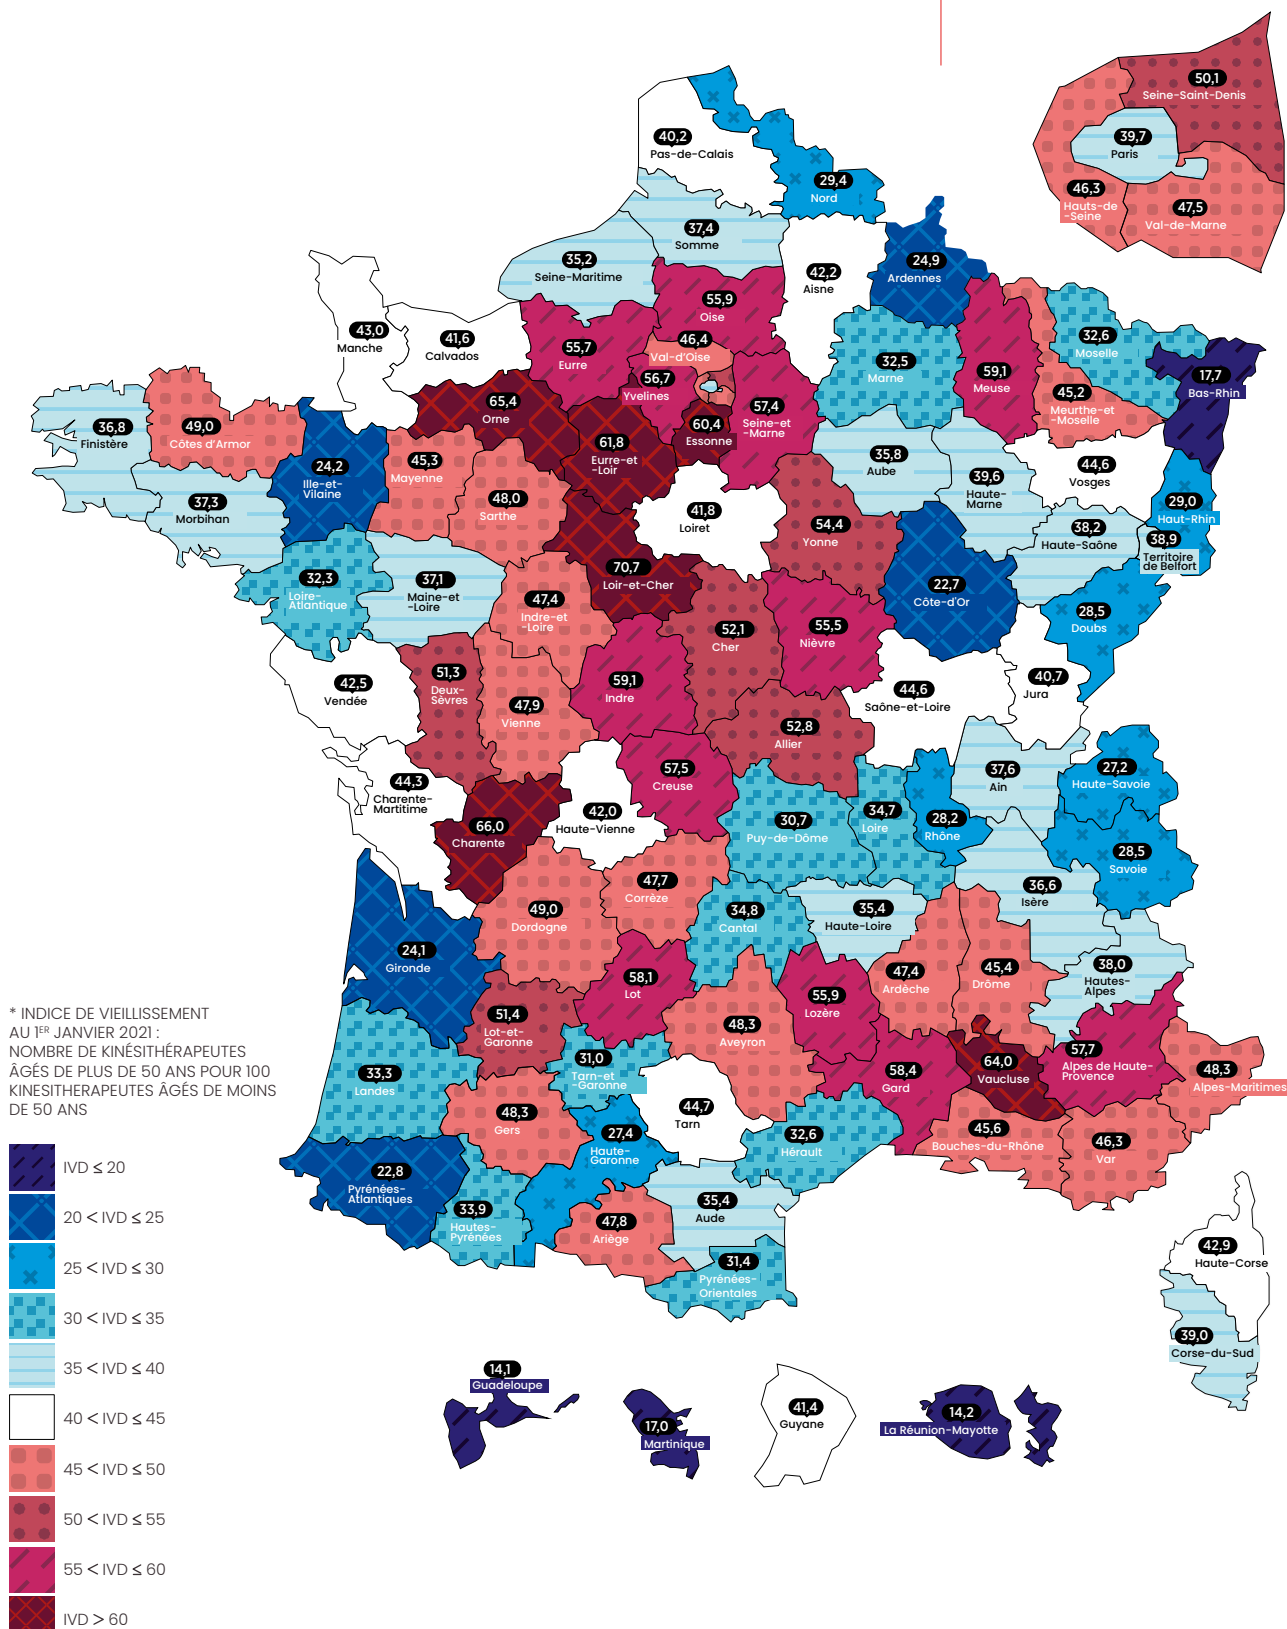 50,1
Seine-Saint-Denis
39,7
Paris
46,3
Hauts-de
-Seine
47,5
Val-de-Marne
40,2
Pas-de-Calais
29,4
Nord
37,4
Somme
35,2
Seine-Maritime
24,9
Ardennes
42,2
Aisne
55,9
Oise
43,0
Manche
41,6
Calvados
55,7
Eurre
46,4
Val-d'Oise
32,5
Marne
59,1
Meuse
32,6
Moselle
17,7
Bas-Rhin
45,2
Meurthe-et
-Moselle
56,7
Yvelines
57,4
Seine-et
-Marne
65,4
Orne
60,4
Essonne
61,8
Eurre-et
-Loir
36,8
Finistère
49,0
Côtes d'Armor
24,2
Ille-et-
Vilaine
45,3
Mayenne
48,0
Sarthe
37,3
Morbihan
41,8
Loiret
35,8
Aube
39,6
Haute-
Marne
44,6
Vosges
29,0
Haut-Rhin
38,2
Haute-Saône
38,9
Territoire
de Belfort
54,4
Yonne
32,3
Loire-
Atlantique
37,1
Maine-et
-Loire
70,7
Loir-et-Cher
47,4
Indre-et
-Loire
22,7
Côte-d'Or
28,5
Doubs
52,1
Cher
55,5
Nièvre
42,5
Vendée
51,3
Deux-
Sèvres
47,9
Vienne
59,1
Indre
44,6
Saône-et-Loire
40,7
Jura
52,8
Allier
44,3
Charente-
Martitime
66,0
Charente
42,0
Haute-Vienne
57,5
Creuse
30,7
Puy-de-Dôme
34,7
Loire
28,2
Rhône
37,6
Ain
27,2
Haute-Savoie
28,5
Savoie
36,6
Isère
49,0
Dordogne
47,7
Corrèze
34,8
Cantal
35,4
Haute-Loire
24,1
Gironde
58,1
Lot
55,9
Lozère
47,4
Ardèche
45,4
Drôme
38,0
Hautes-
Alpes
* INDICE DE VIEILLISSEMENT
AU 1ER JANVIER 2021 :
NOMBRE DE KINÉSITHÉRAPEUTES
ÂGÉS DE PLUS DE 50 ANS POUR 100
KINESITHERAPEUTES ÂGÉS DE MOINS
DE 50 ANS
51,4
Lot-et-
Garonne
48,3
Aveyron
33,3
Landes
31,0
Tarn-et
-Garonne
58,4
Gard
64,0
Vaucluse
57,7
Alpes de Haute-
Provence
48,3
Alpes-Maritimes
48,3
Gers
27,4
Haute-
Garonne
44,7
Tarn
32,6
Hérault
45,6
Bouches-du-Rhône
46,3
Var
22,8
Pyrénées-
Atlantiques
33,9
Hautes-
Pyrénées
47,8
Ariège
35,4
Aude
31,4
Pyrénées-
Orientales
42,9
Haute-Corse
39,0
Corse-du-Sud
14,1
Guadeloupe
17,0
Martinique
41,4
Guyane
14,2
La Réunion-Mayotte
IVD ≤ 20
20 < IVD ≤ 25
25 < IVD ≤ 30
30 < IVD ≤ 35
35 < IVD ≤ 40
40 < IVD ≤ 45
45 < IVD ≤ 50
50 < IVD ≤ 55
55 < IVD ≤ 60
IVD > 60